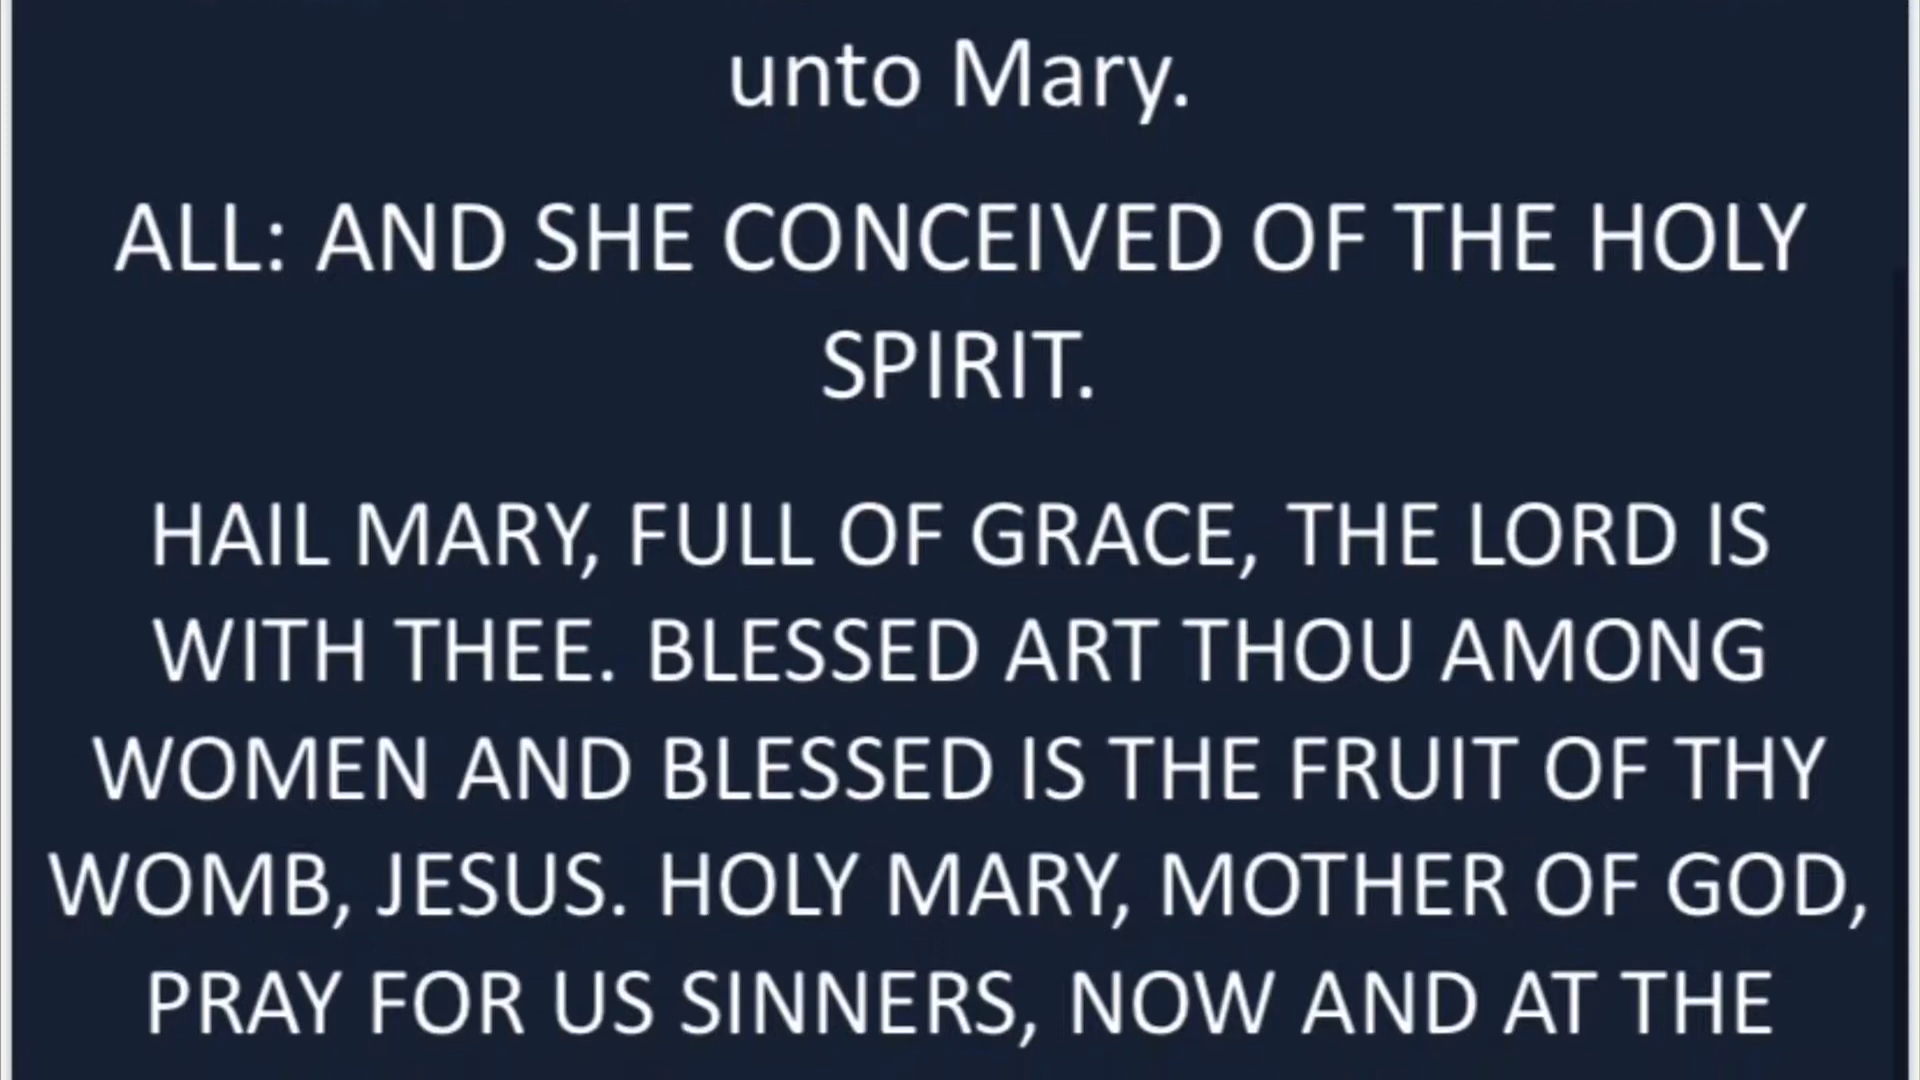 unto Mary.
ALL: AND SHE CONCEIVED OF THE HOLY
SPIRIT.
HAIL MARY, FULL OF GRACE, THE LORD IS
WITH THEE. BLESSED ART THOU AMONG
WOMEN AND BLESSED IS THE FRUIT OF THY
WOMB, JESUS. HOLY MARY, MOTHER OF GOD,
PRAY FOR US SINNERS, NOW AND AT THE